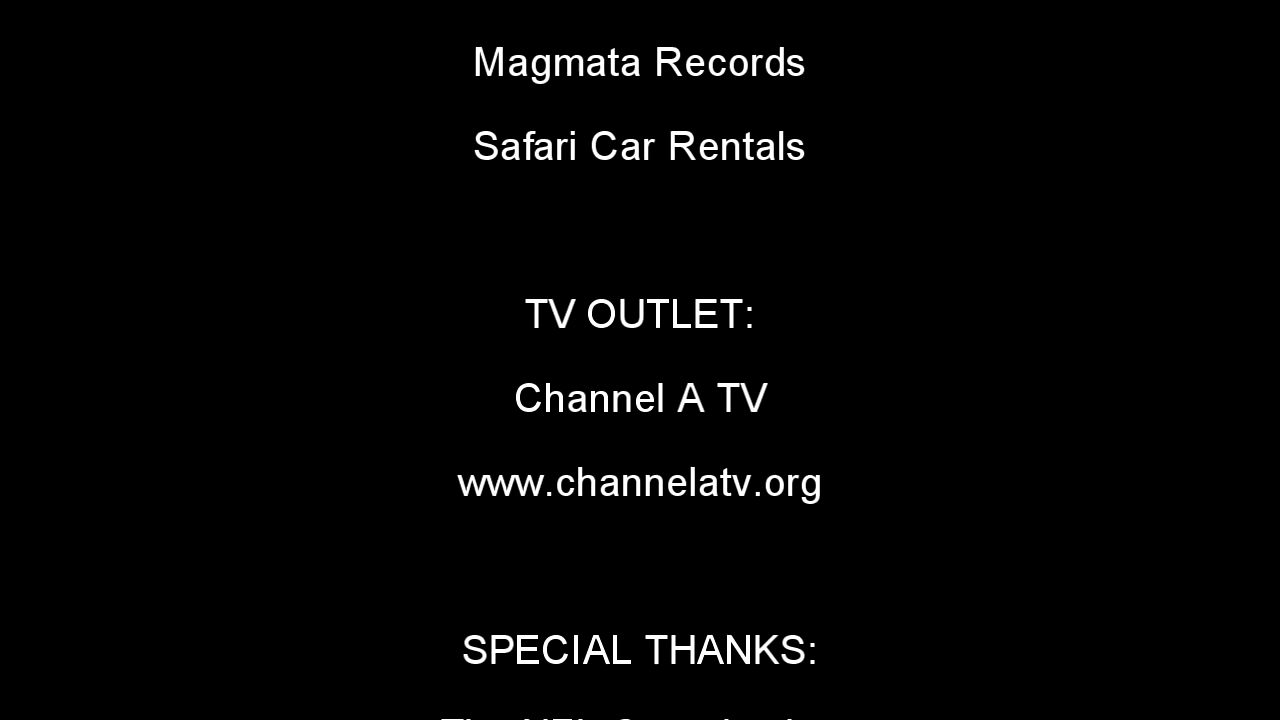 Magmata Records
Safari Car Rentals
TV OUTLET:
Channel A TV
www.channelatv.org
SPECIAL THANKS: